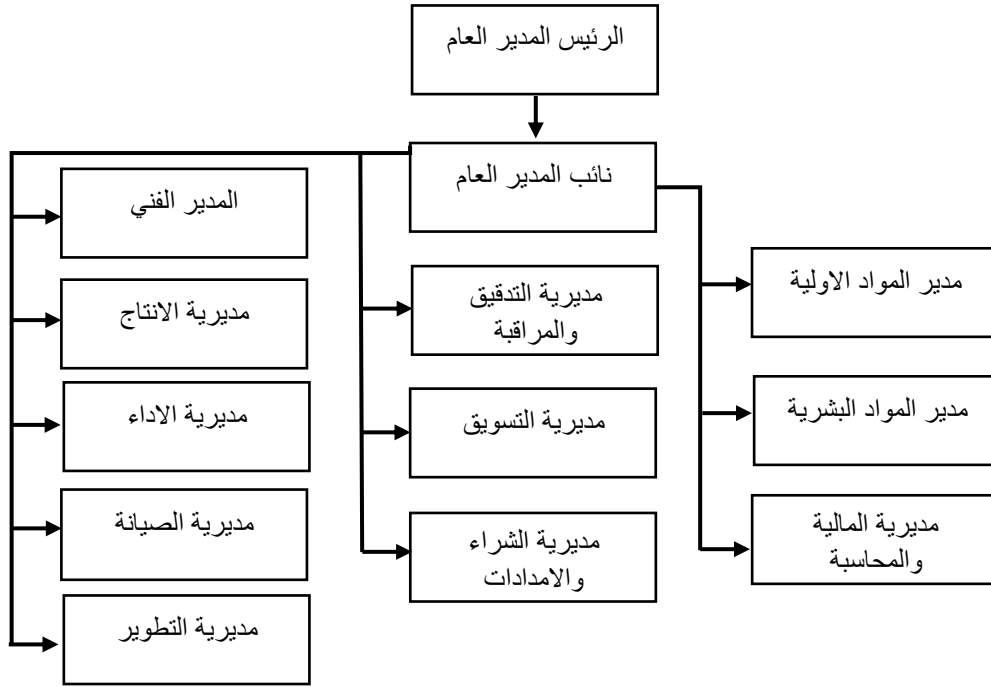 الرئيس المدير العام
نائب المدير العام
مدير المواد الاولية
مدير المواد البشرية
مديرية المالية
والمحاسبة
مديرية التدقيق
والمراقبة
مديرية التسويق
مديرية الشراء
والامدادات
المدير الفني
مديرية الانتاج
مديرية الاداء
مديرية الصيانة
مديرية التطوير